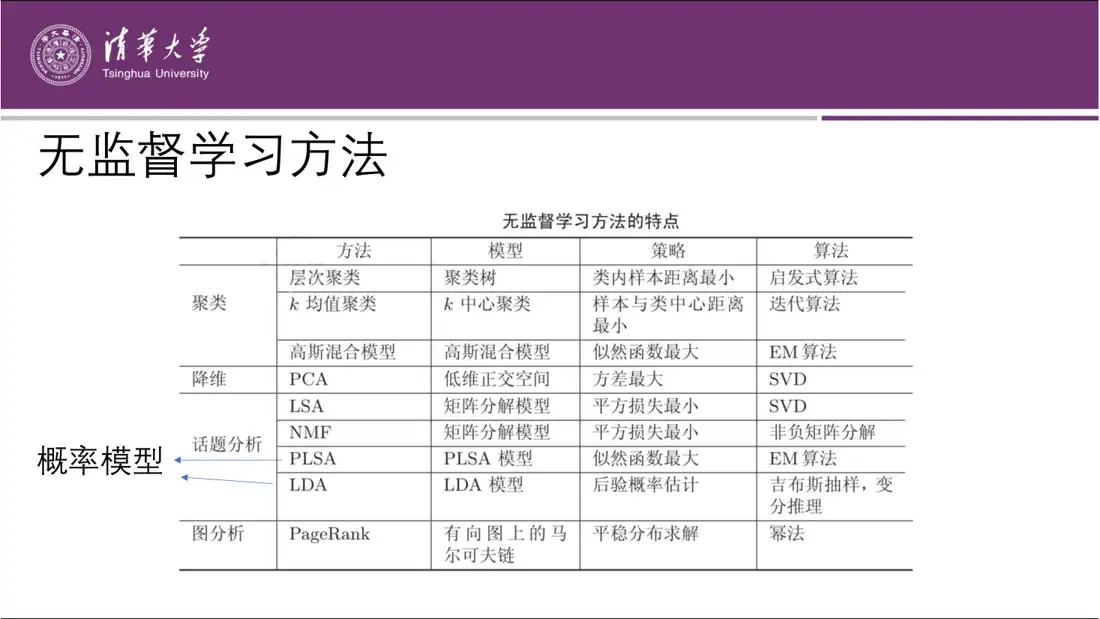 清华大学
Tsinghua University
无监督学习方法
无监督学习方法的特点
方法 模型 策略 算法
聚类 层次聚类 聚类树 类内样本距离最小 启发式算法
k 均值聚类 k 中心聚类 样本与类中心距离 迭代算法
最小
高斯混合模型 高斯混合模型 似然函数最大 EM 算法
降维 PCA 低维正交空间 方差最大 SVD
话题分析 LSA 矩阵分解模型 平方损失最小 SVD
NMF 矩阵分解模型 平方损失最小 非负矩阵分解
概率模型 PLSA PLSA 模型 似然函数最大 EM 算法
LDA LDA 模型 后验概率估计 吉布斯抽样，变
分推理
图分析 PageRank 有向图上的马 平稳分布求解 幂法
尔可夫链